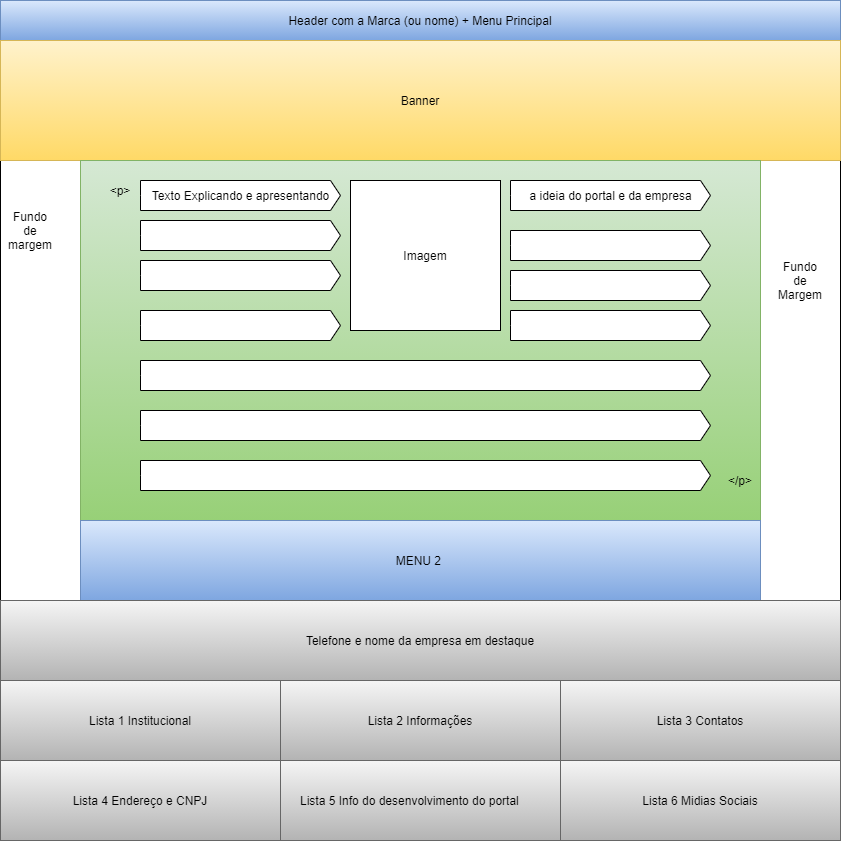 Header com a Marca (ou nome) + Menu Principal
Banner
<p>
Texto Explicando e apresentando
a ideia do portal e da empresa
Fundo
de
margem
Imagem
Fundo
de
Margem
</p>
MENU 2
Telefone e nome da empresa em destaque
Lista 1 Institucional
Lista 2 Informações
Lista 3 Contatos
Lista 4 Endereço e CNPJ
Lista 5 Info do desenvolvimento do portal
Lista 6 Midias Sociais